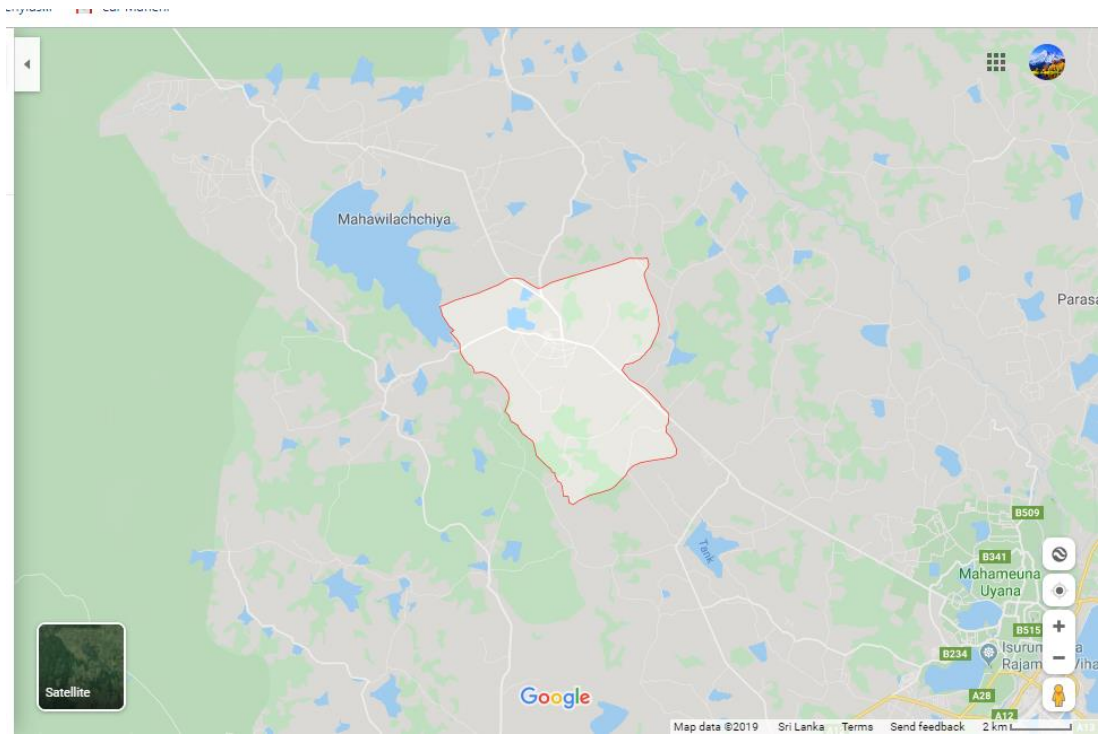 Mahawilachchiya
Parasa
Tank
B509
B341
Mahameuna
Uyana
B515
B234
Isurum
Rajam
Viha
A28
A12
A13
Satellite
Google
Map data ©2019 Sri Lanka Terms Send feedback 2 km